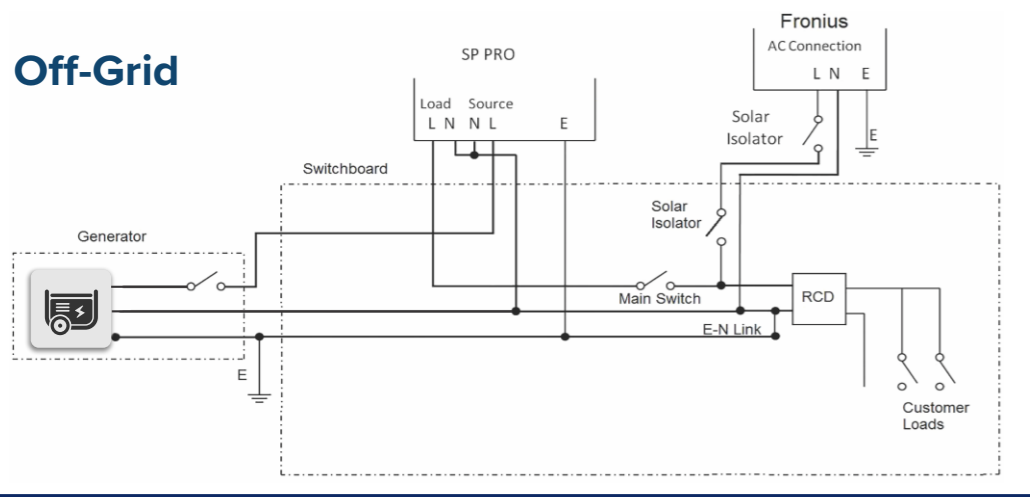 Off-Grid
SP PRO
Load Source
L N N L E
Fronius
AC Connection
L N E
Solar
Isolator
E
Switchboard
Solar
Isolator
Generator
Main Switch
RCD
E-N Link
E
Customer
Loads